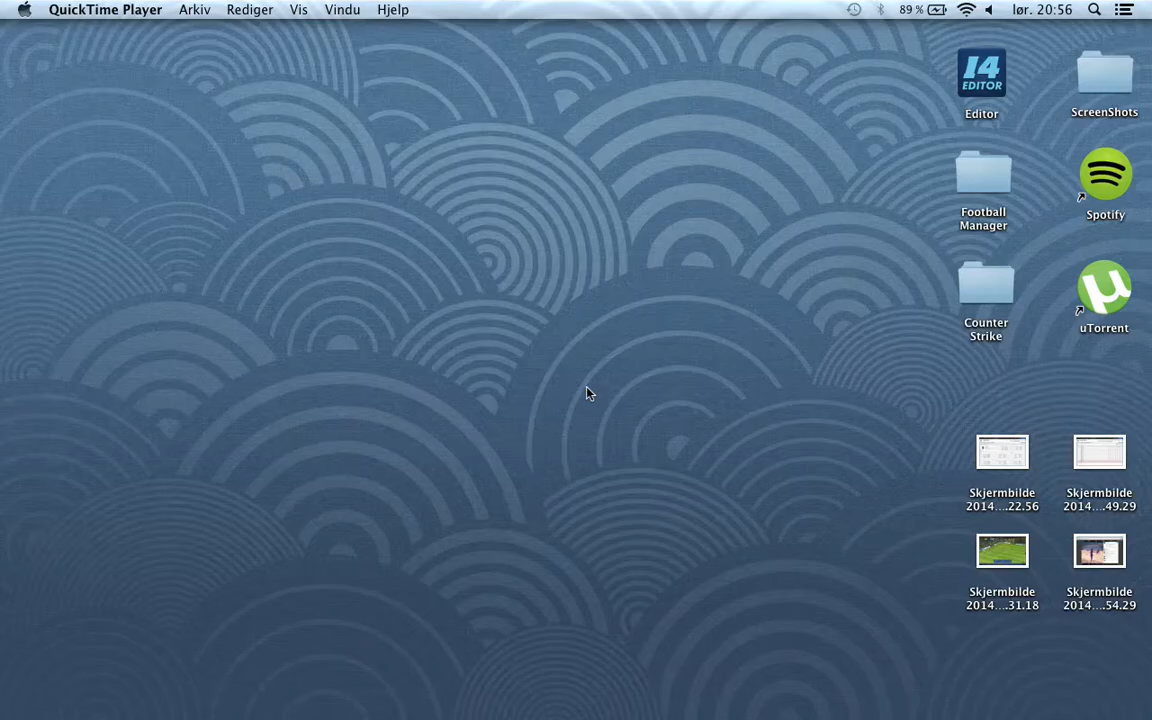 QuickTime Player Arkiv Rediger Vis Vindu Hjelp 89 % lør. 20:56
14
EDITOR
Editor
ScreenShots
Football
Manager
Spotify
Counter
Strike
uTorrent
Skjermbilde
2014....22.56
Skjermbilde
2014....49.29
Skjermbilde
2014....31.18
Skjermbilde
2014....54.29